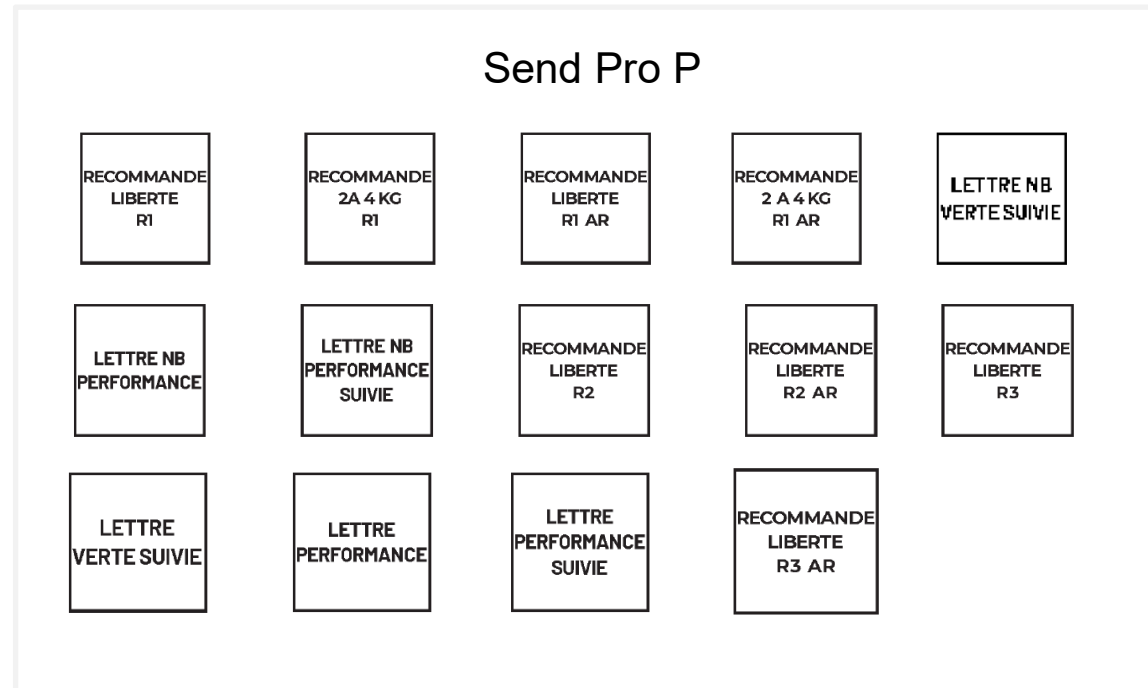 Send Pro P
RECOMMANDE
LIBERTE
R1
RECOMMANDE
2A 4 KG
R1
RECOMMANDE
LIBERTE
R1 AR
RECOMMANDE
2 A 4 KG
R1 AR
LETTRE NB
VERTE SUIVIE
LETTRE NB
PERFORMANCE
LETTRE NB
PERFORMANCE
SUIVIE
RECOMMANDE
LIBERTE
R2
RECOMMANDE
LIBERTE
R2 AR
RECOMMANDE
LIBERTE
R3
LETTRE
VERTE SUIVIE
LETTRE
PERFORMANCE
LETTRE
PERFORMANCE
SUIVIE
RECOMMANDE
LIBERTE
R3 AR